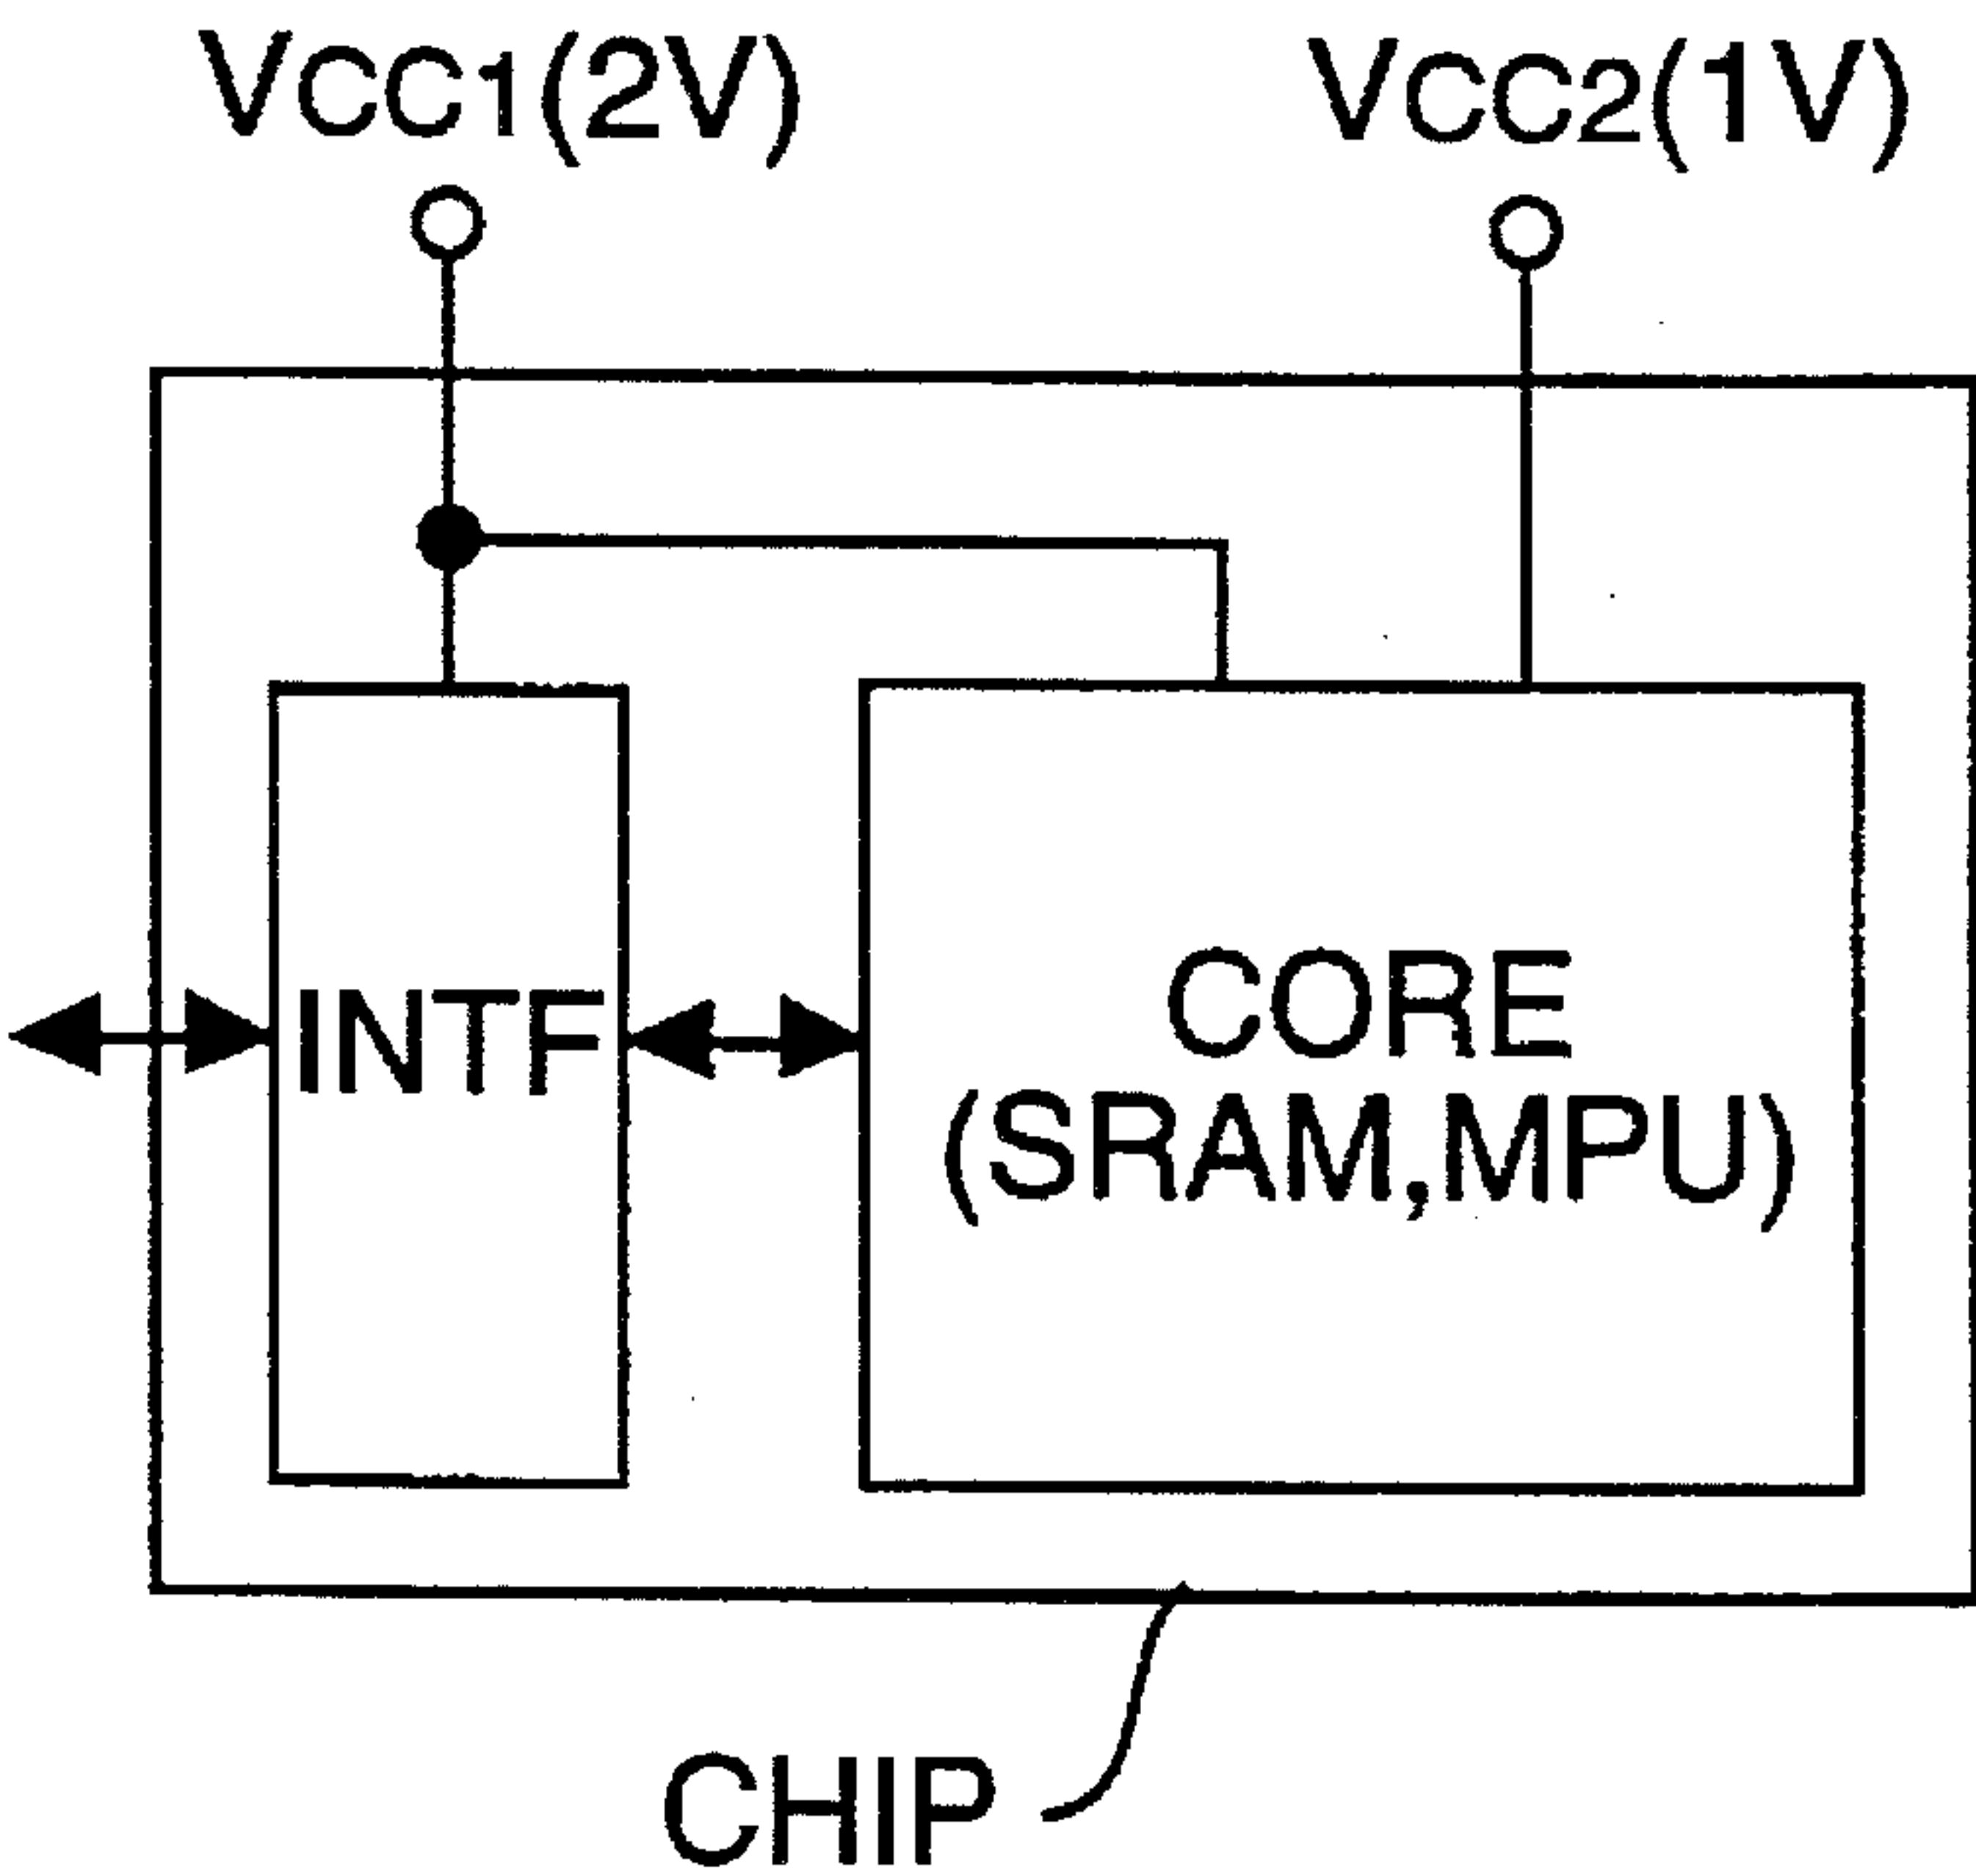 VCC1(2V)
VCC2(1V)
INTF
CORE
(SRAM,MPU)
CHIP